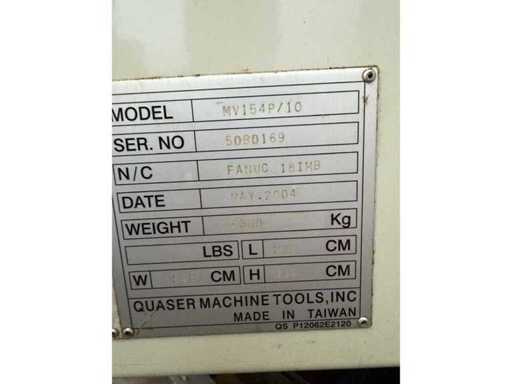 MODEL MV154P/10
SER. NO 50B0169
N/C FANUC 18IMB
DATE MAY.2004
WEIGHT Kg
LBS L CM
W CM H CM
QUASER MACHINE TOOLS,INC
MADE IN TAIWAN
QS P12062E2120